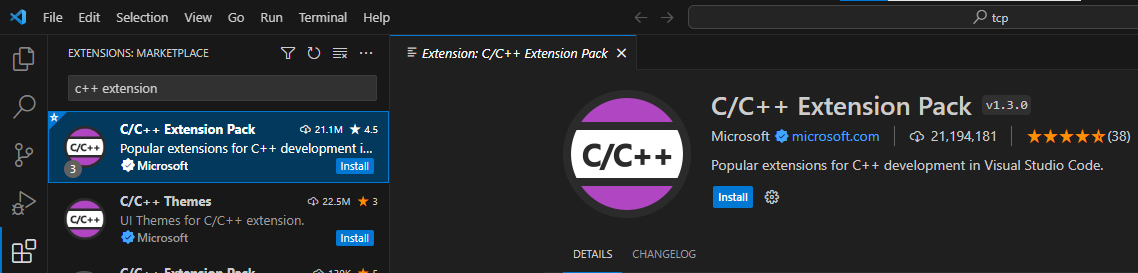 File Edit Selection View Go Run Terminal Help
tcp
EXTENSIONS: MARKETPLACE
c++ extension
C/C++
3
C/C++ Extension Pack 21.1M 4.5
Popular extensions for C++ development i...
Microsoft Install
C/C++
C/C++ Themes 22.5M 3
UI Themes for C/C++ extension.
Microsoft Install
C/C++ Extension Pack 130K 5
Extension: C/C++ Extension Pack
C/C++
C/C++ Extension Pack v1.3.0
Microsoft microsoft.com 21,194,181 (38)
Popular extensions for C++ development in Visual Studio Code.
Install
DETAILS CHANGELOG